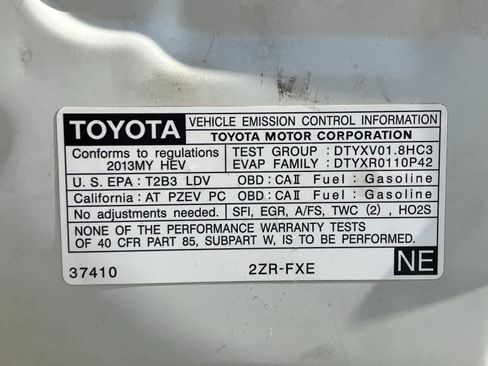 TOYOTA VEHICLE EMISSION CONTROL INFORMATION
TOYOTA MOTOR CORPORATION
Conforms to regulations TEST GROUP : DTYXV01.8HC3
2013MY HEV EVAP FAMILY : DTYXR0110P42
U. S. EPA : T2B3 LDV OBD: CAⅡ Fuel : Gasoline
California: AT PZEV PC OBD: CAⅡ Fuel : Gasoline
No adjustments needed. SFI, EGR, A/FS, TWC (2) , HO2S
NONE OF THE PERFORMANCE WARRANTY TESTS
OF 40 CFR PART 85, SUBPART W, IS TO BE PERFORMED.
37410 2ZR-FXE NE